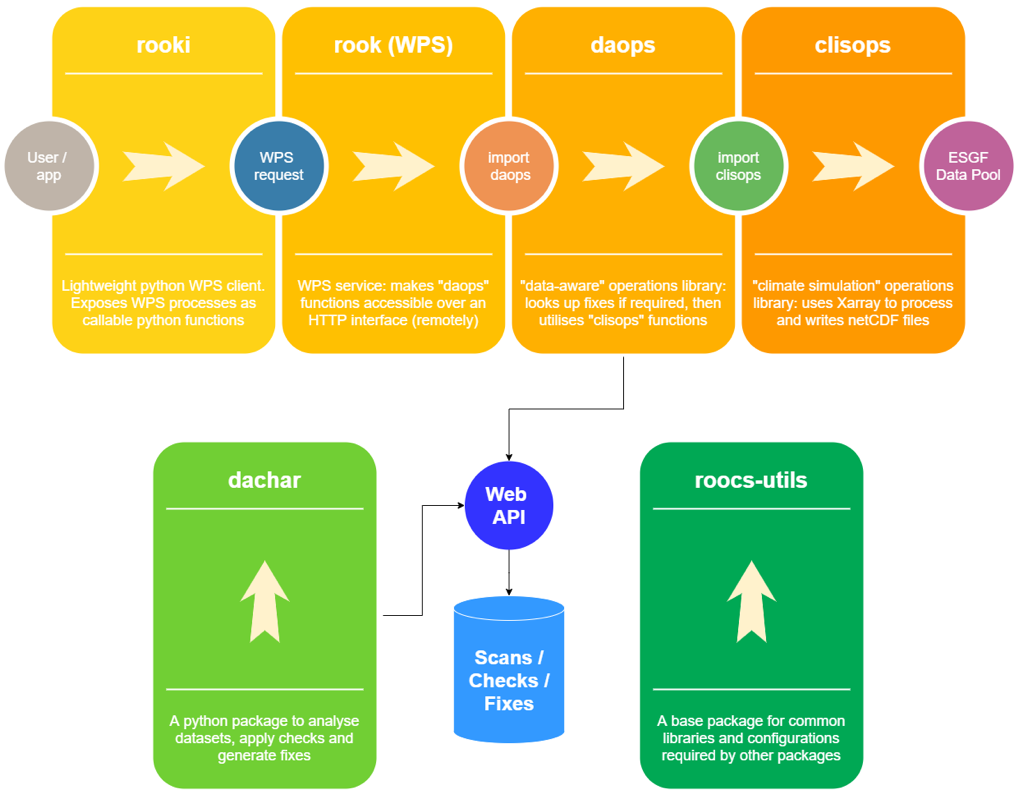 rooki
rook (WPS)
daops
clisops
User /
app
WPS
request
import
daops
import
clisops
ESGF
Data Pool
Lightweight python WPS client.
Exposes WPS processes as
callable python functions
WPS service: makes "daops"
functions accessible over an
HTTP interface (remotely)
"data-aware" operations library:
looks up fixes if required, then
utilises "clisops" functions
"climate simulation" operations
library: uses Xarray to process
and writes netCDF files
dachar
Web
API
roocs-utils
Scans /
Checks /
Fixes
A python package to analyse
datasets, apply checks and
generate fixes
A base package for common
libraries and configurations
required by other packages